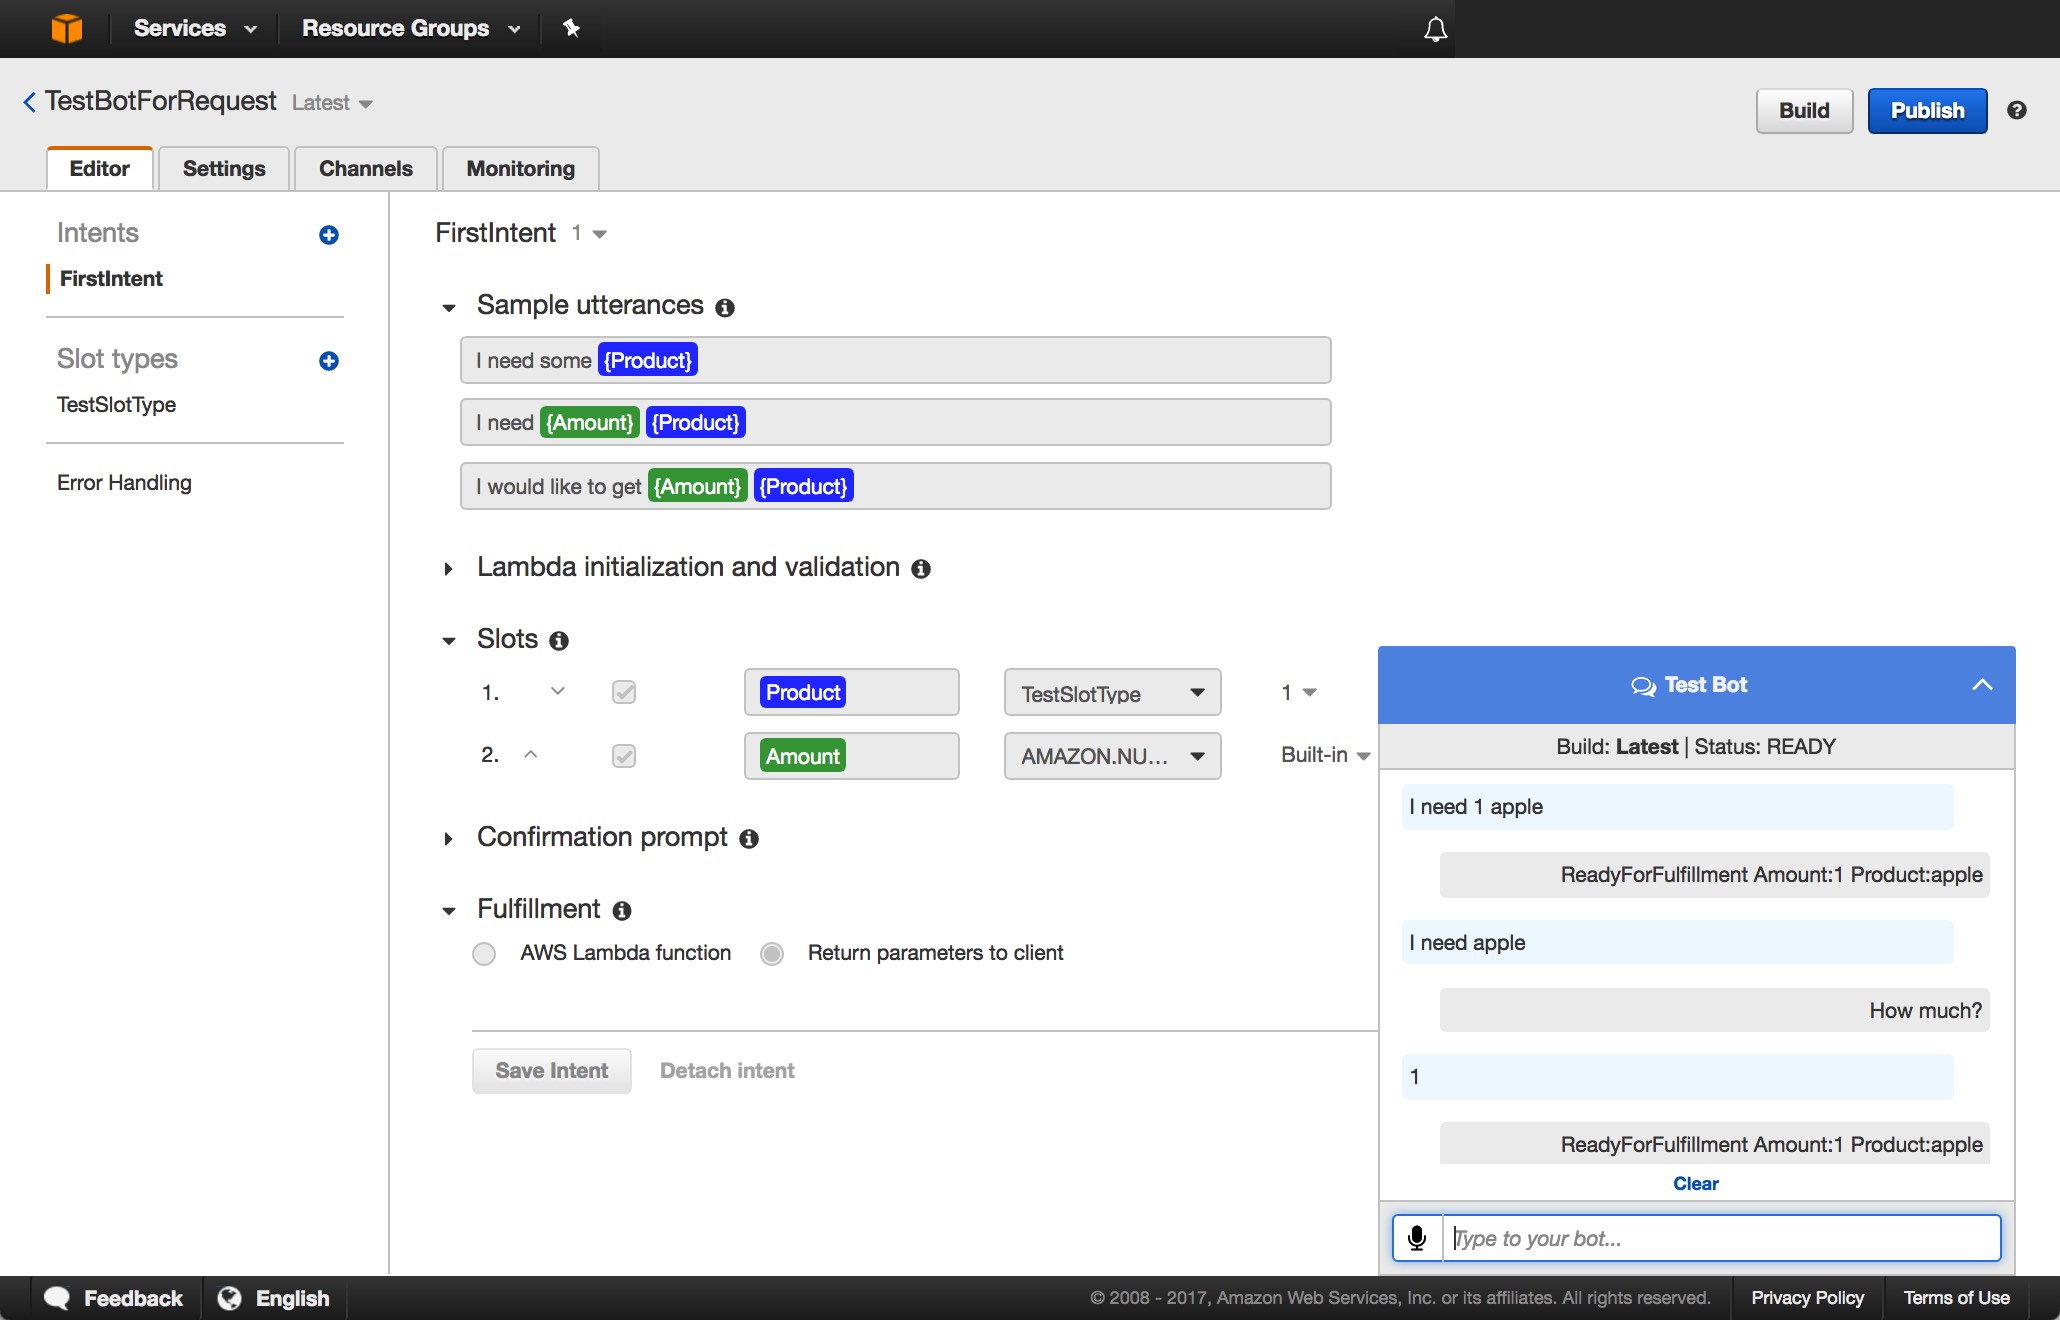 Services Resource Groups
TestBotForRequest Latest
Build Publish ?
Editor Settings Channels Monitoring
Intents
FirstIntent
Slot types
TestSlotType
Error Handling
FirstIntent 1
Sample utterances
I need some {Product}
I need {Amount} {Product}
I would like to get {Amount} {Product}
Lambda initialization and validation
Slots
1. Product TestSlotType 1
2. Amount AMAZON.NU... Built-in
Confirmation prompt
Fulfillment
AWS Lambda function Return parameters to client
Save Intent Detach intent
Test Bot
Build: Latest | Status: READY
I need 1 apple
ReadyForFulfillment Amount:1 Product:apple
I need apple
How much?
1
ReadyForFulfillment Amount:1 Product:apple
Clear
Type to your bot...
Feedback English © 2008 - 2017, Amazon Web Services, Inc. or its affiliates. All rights reserved. Privacy Policy Terms of Use